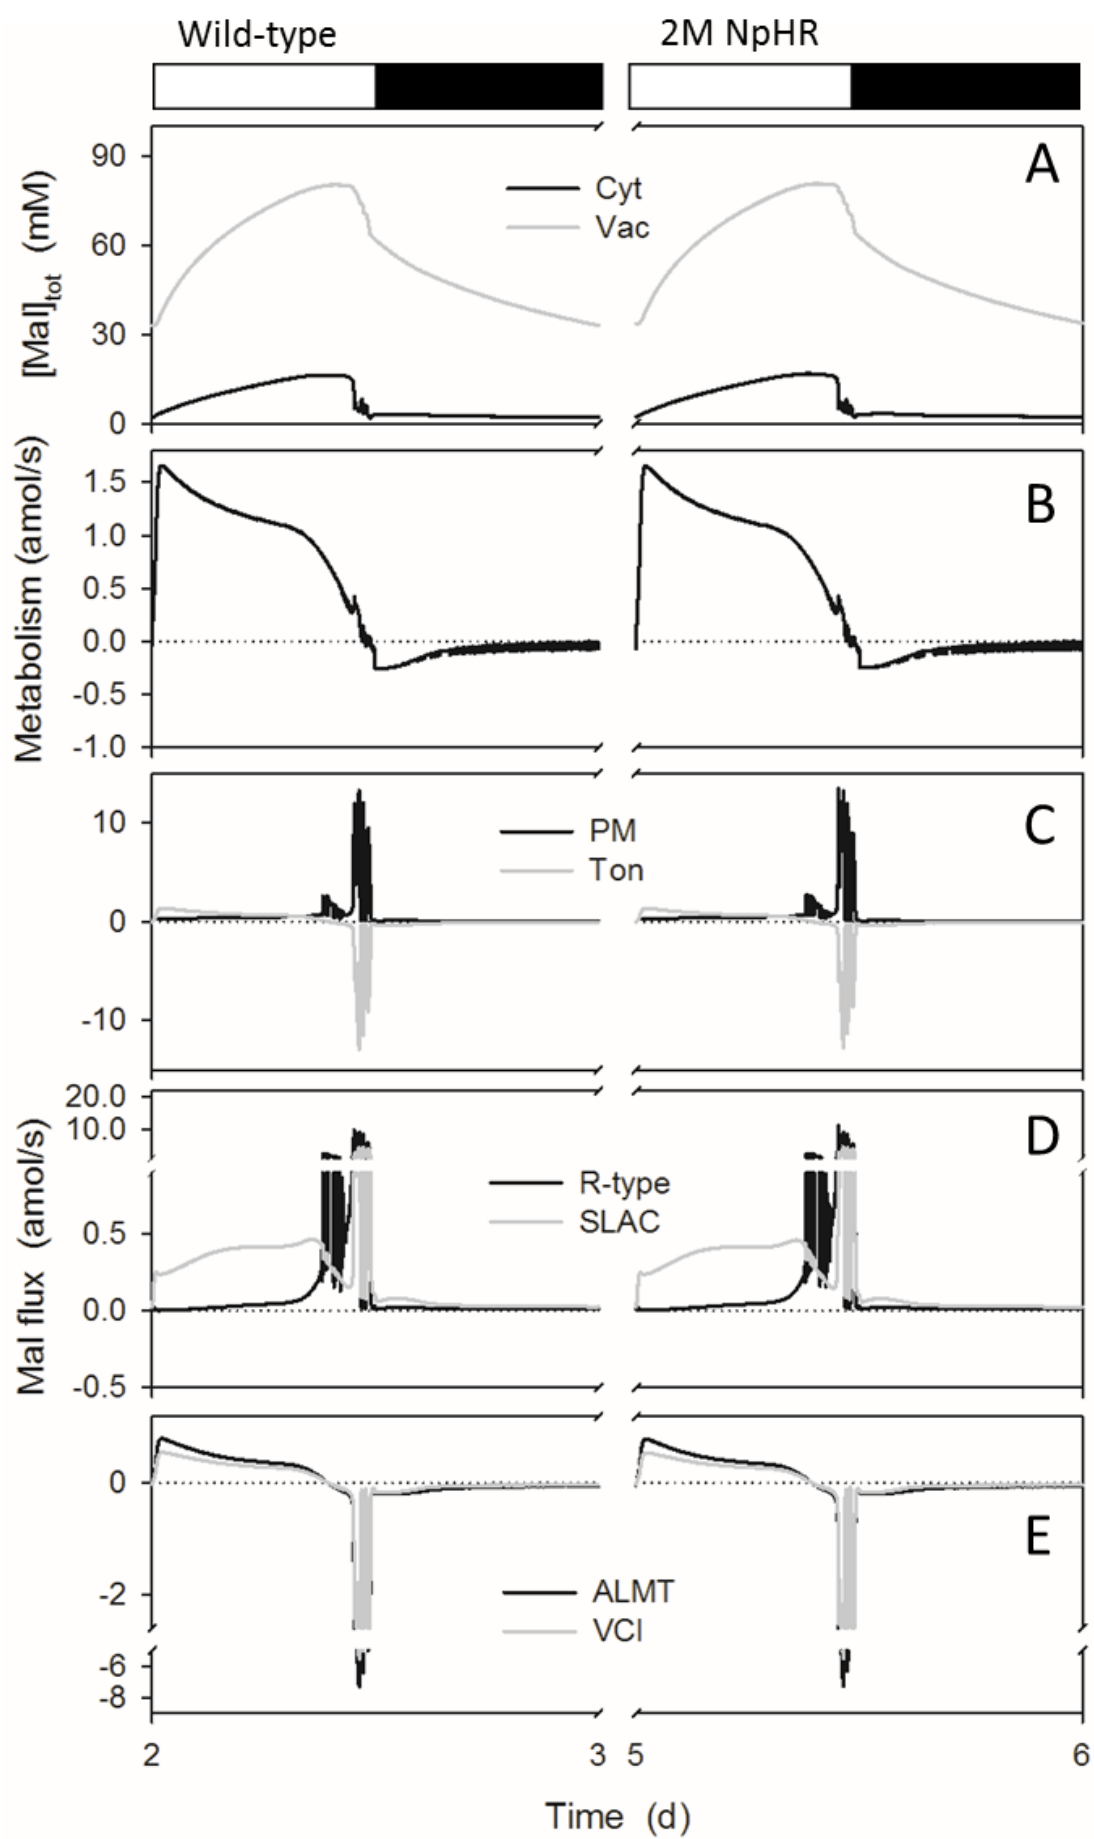 Wild-type 2M NpHR
A
[Mal]tot (mM)
90
60
30
0
Cyt
Vac
B
Metabolism (amol/s)
1.5
1.0
0.5
0.0
-0.5
-1.0
C
10
0
-10
PM
Ton
D
Mal flux (amol/s)
20.0
10.0
0.5
0.0
-0.5
R-type
SLAC
E
0
-2
-6
-8
ALMT
VCl
2 3 5 6
Time (d)